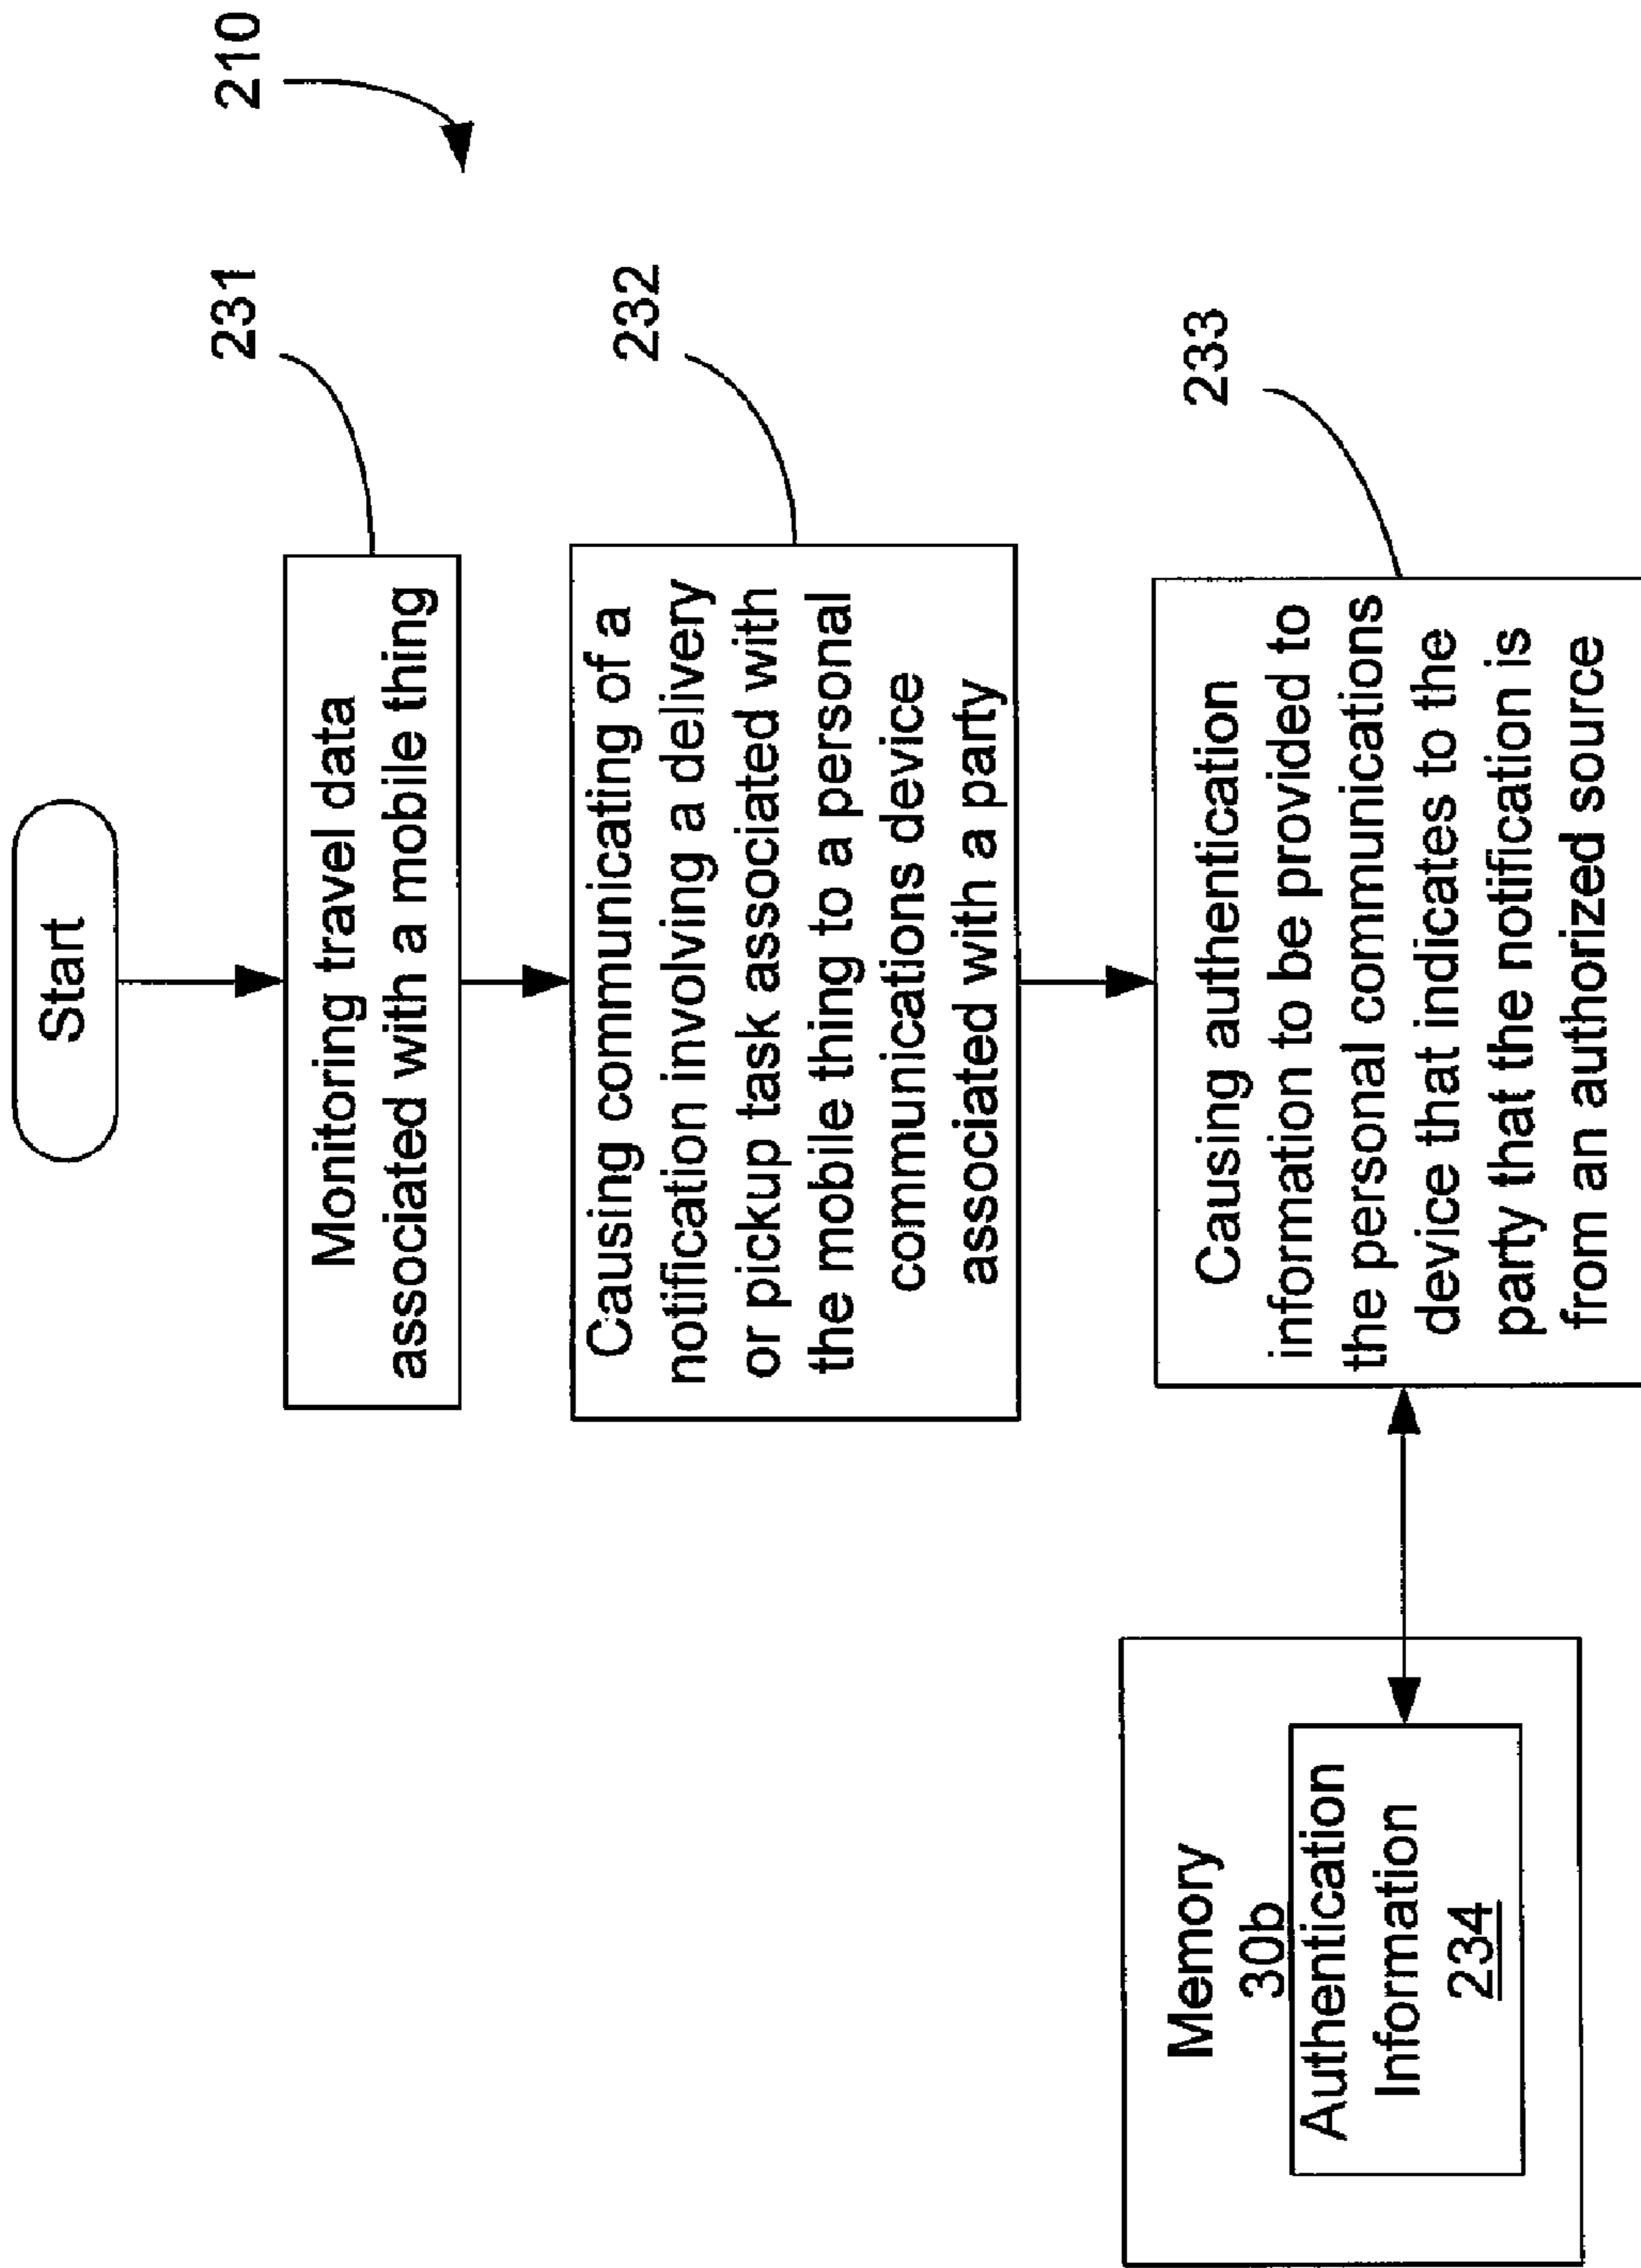 Start
210
231
Monitoring travel data
associated with a mobile thing
232
Causing communicating of a
notification involving a delivery
or pickup task associated with
the mobile thing to a personal
communications device
associated with a party
233
Causing authentication
information to be provided to
the personal communications
device that indicates to the
party that the notification is
from an authorized source
Memory
30b
Authentication
Information
234